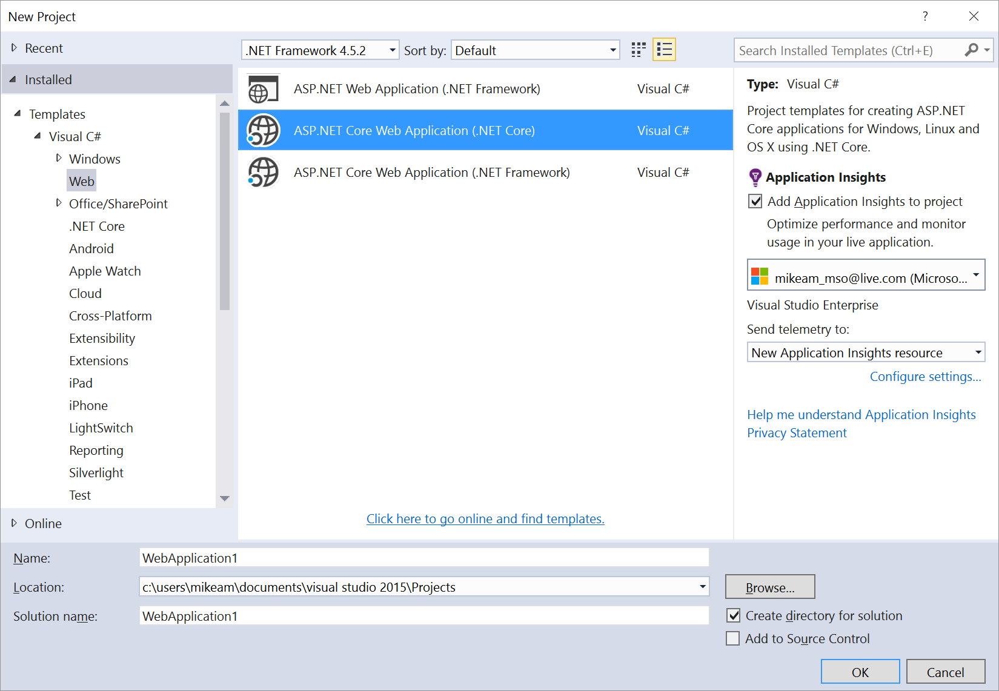 New Project
?
Recent
Installed
.NET Framework 4.5.2
Sort by:
Default
Search Installed Templates (Ctrl+E)
Templates
Visual C#
Windows
Web
Office/SharePoint
.NET Core
Android
Apple Watch
Cloud
Cross-Platform
Extensibility
Extensions
iPad
iPhone
LightSwitch
Reporting
Silverlight
Test
Online
ASP.NET Web Application (.NET Framework) Visual C#
ASP.NET Core Web Application (.NET Core) Visual C#
ASP.NET Core Web Application (.NET Framework) Visual C#
Click here to go online and find templates.
Type: Visual C#
Project templates for creating ASP.NET
Core applications for Windows, Linux and
OS X using .NET Core.
Application Insights
Add Application Insights to project
Optimize performance and monitor
usage in your live application.
mikeam_mso@live.com (Microso...
Visual Studio Enterprise
Send telemetry to:
New Application Insights resource
Configure settings...
Help me understand Application Insights
Privacy Statement
Name: WebApplication1
Location: c:\users\mikeam\documents\visual studio 2015\Projects
Browse...
Solution name: WebApplication1
Create directory for solution
Add to Source Control
OK
Cancel